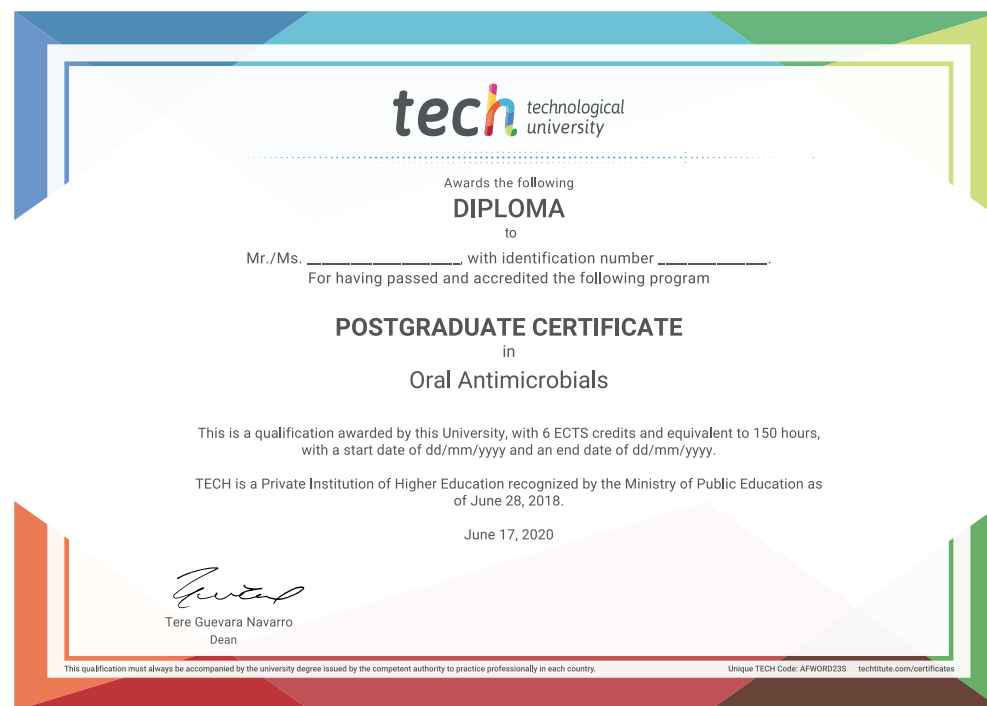 tech technological
university
Awards the following
DIPLOMA
to
Mr./Ms. ____________________, with identification number ______________.
For having passed and accredited the following program
POSTGRADUATE CERTIFICATE
in
Oral Antimicrobials
This is a qualification awarded by this University, with 6 ECTS credits and equivalent to 150 hours,
with a start date of dd/mm/yyyy and an end date of dd/mm/yyyy.
TECH is a Private Institution of Higher Education recognized by the Ministry of Public Education as
of June 28, 2018.
June 17, 2020
Tere Guevara Navarro
Dean
This qualification must always be accompanied by the university degree issued by the competent authority to practice professionally in each country.
Unique TECH Code: AFWORD23S techtitute.com/certificates